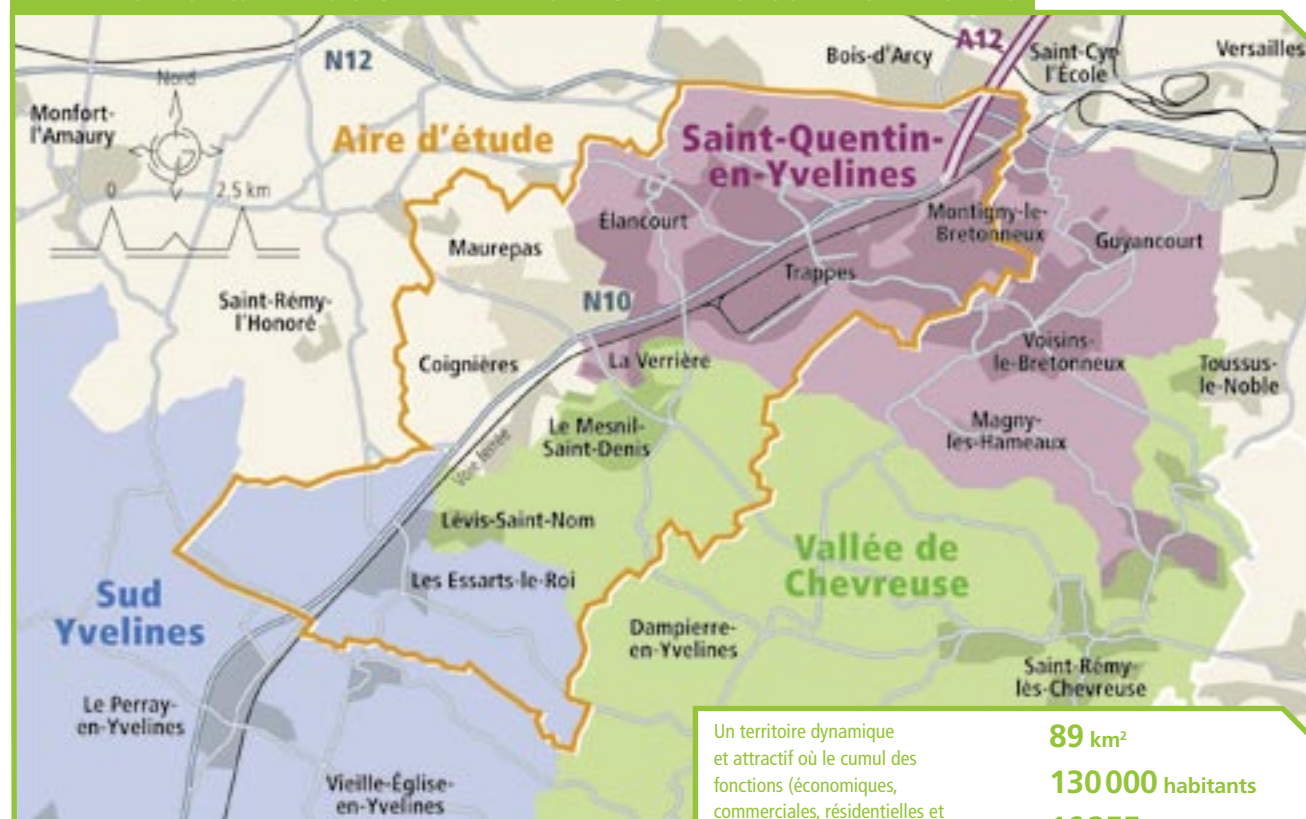 N12
A12
Bois-d'Arcy
Saint-Cyr
l'École
Versailles
Nord
Monfort-
l'Amaury
Aire d'étude
Saint-Quentin-
en-Yvelines
0
2,5 km
Élancourt
Montigny-le-
Bretonneux
Maurepas
Guyancourt
Trappes
Saint-Rémy-
l'Honoré
N10
Voisins-
le-Bretonneux
Coignières
La Verrière
Toussus-
le-Noble
Le Mesnil-
Saint-Denis
Magny-
les-Hameaux
Voie ferrée
Lévis-Saint-Nom
Vallée de
Chevreuse
Les Essarts-le-Roi
Sud
Yvelines
Dampierre-
en-Yvelines
Saint-Rémy-
lès-Chevreuse
Le Perray-
en-Yvelines
Vieille-Église-
en-Yvelines
Un territoire dynamique
et attractif où le cumul des
fonctions (économiques,
commerciales, résidentielles et
89 km²
130 000 habitants